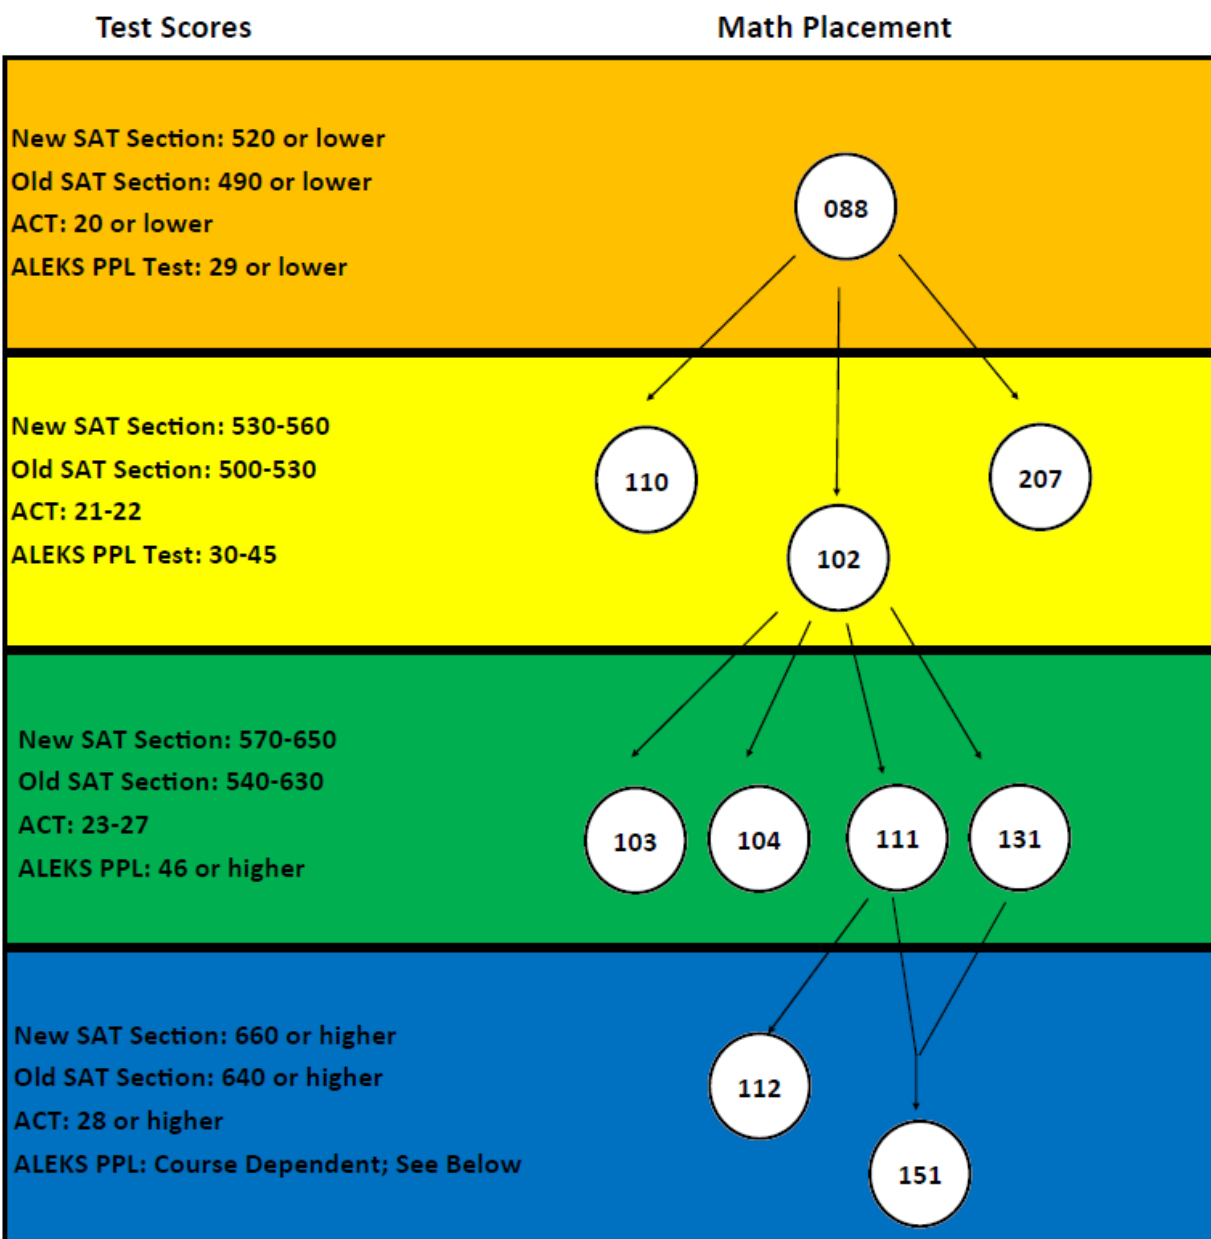 Test Scores
Math Placement
New SAT Section: 520 or lower
Old SAT Section: 490 or lower
ACT: 20 or lower
ALEKS PPL Test: 29 or lower
088
New SAT Section: 530-560
Old SAT Section: 500-530
ACT: 21-22
ALEKS PPL Test: 30-45
110
207
102
New SAT Section: 570-650
Old SAT Section: 540-630
ACT: 23-27
ALEKS PPL: 46 or higher
103
104
111
131
New SAT Section: 660 or higher
Old SAT Section: 640 or higher
ACT: 28 or higher
ALEKS PPL: Course Dependent; See Below
112
151